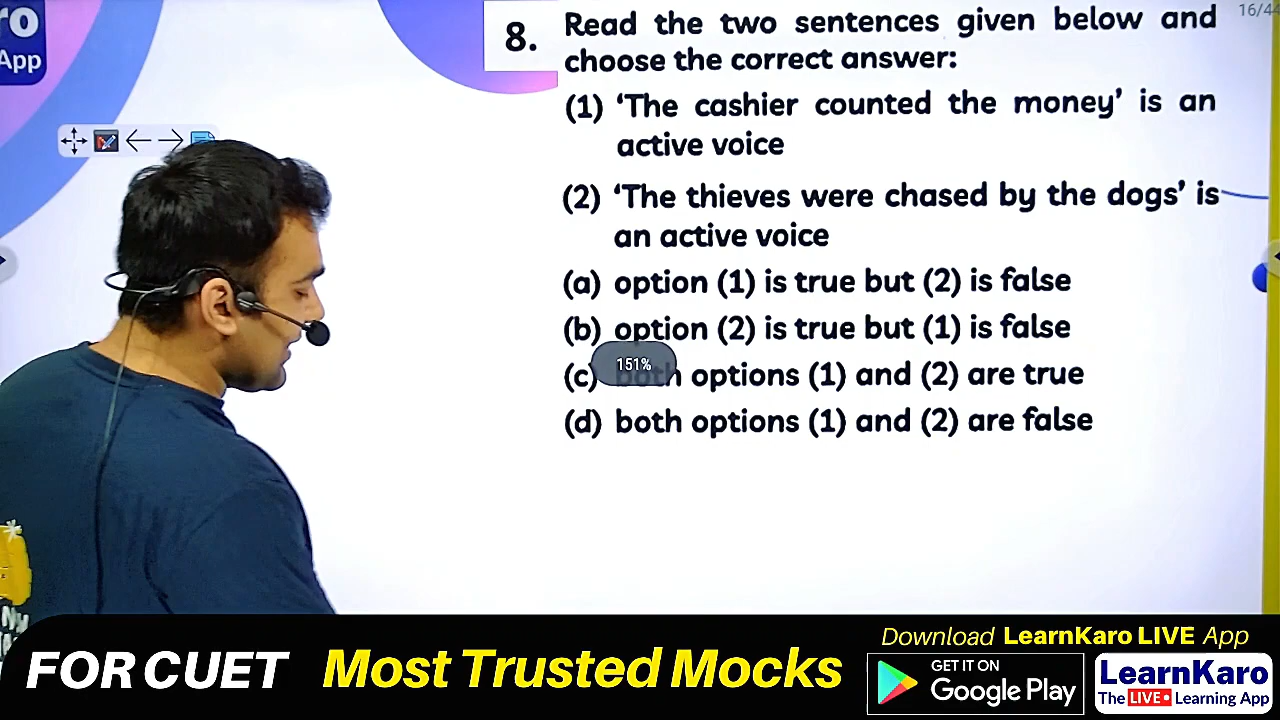 ro
App
16/44
8. Read the two sentences given below and
choose the correct answer:
(1) ‘The cashier counted the money’ is an
active voice
(2) ‘The thieves were chased by the dogs’ is
an active voice
(a) option (1) is true but (2) is false
(b) option (2) is true but (1) is false
151%
(c) both options (1) and (2) are true
(d) both options (1) and (2) are false
FOR CUET Most Trusted Mocks
Download LearnKaro LIVE App
GET IT ON
Google Play
LearnKaro
The LIVE Learning App